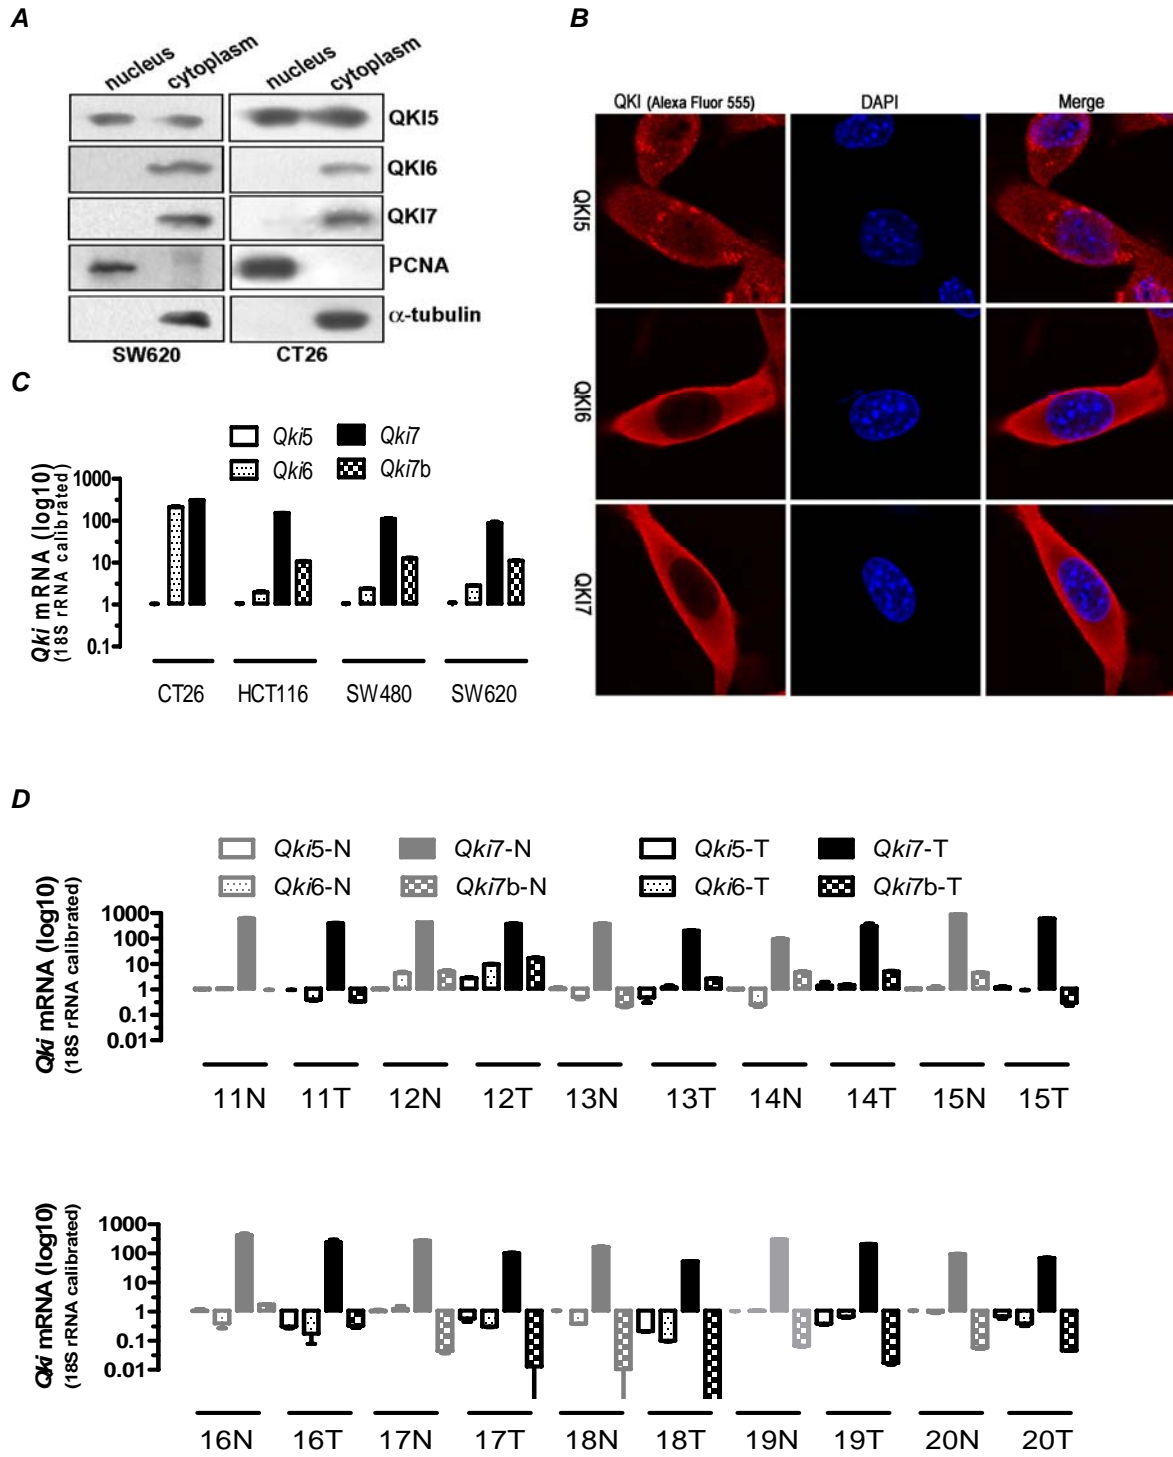 A
nucleus cytoplasm nucleus cytoplasm
QKI5
QKI6
QKI7
PCNA
α-tubulin
SW620 CT26
B
QKI (Alexa Fluor 555) DAPI Merge
QKI5
QKI6
QKI7
C
Qki5 Qki7
Qki6 Qki7b
Qki mRNA (log10)
(18S rRNA calibrated)
1000
100
10
1
0.1
CT26 HCT116 SW480 SW620
D
Qki5-N Qki7-N Qki5-T Qki7-T
Qki6-N Qki7b-N Qki6-T Qki7b-T
Qki mRNA (log10)
(18S rRNA calibrated)
1000
100
10
1
0.1
0.01
11N 11T 12N 12T 13N 13T 14N 14T 15N 15T
Qki mRNA (log10)
(18S rRNA calibrated)
1000
100
10
1
0.1
0.01
16N 16T 17N 17T 18N 18T 19N 19T 20N 20T